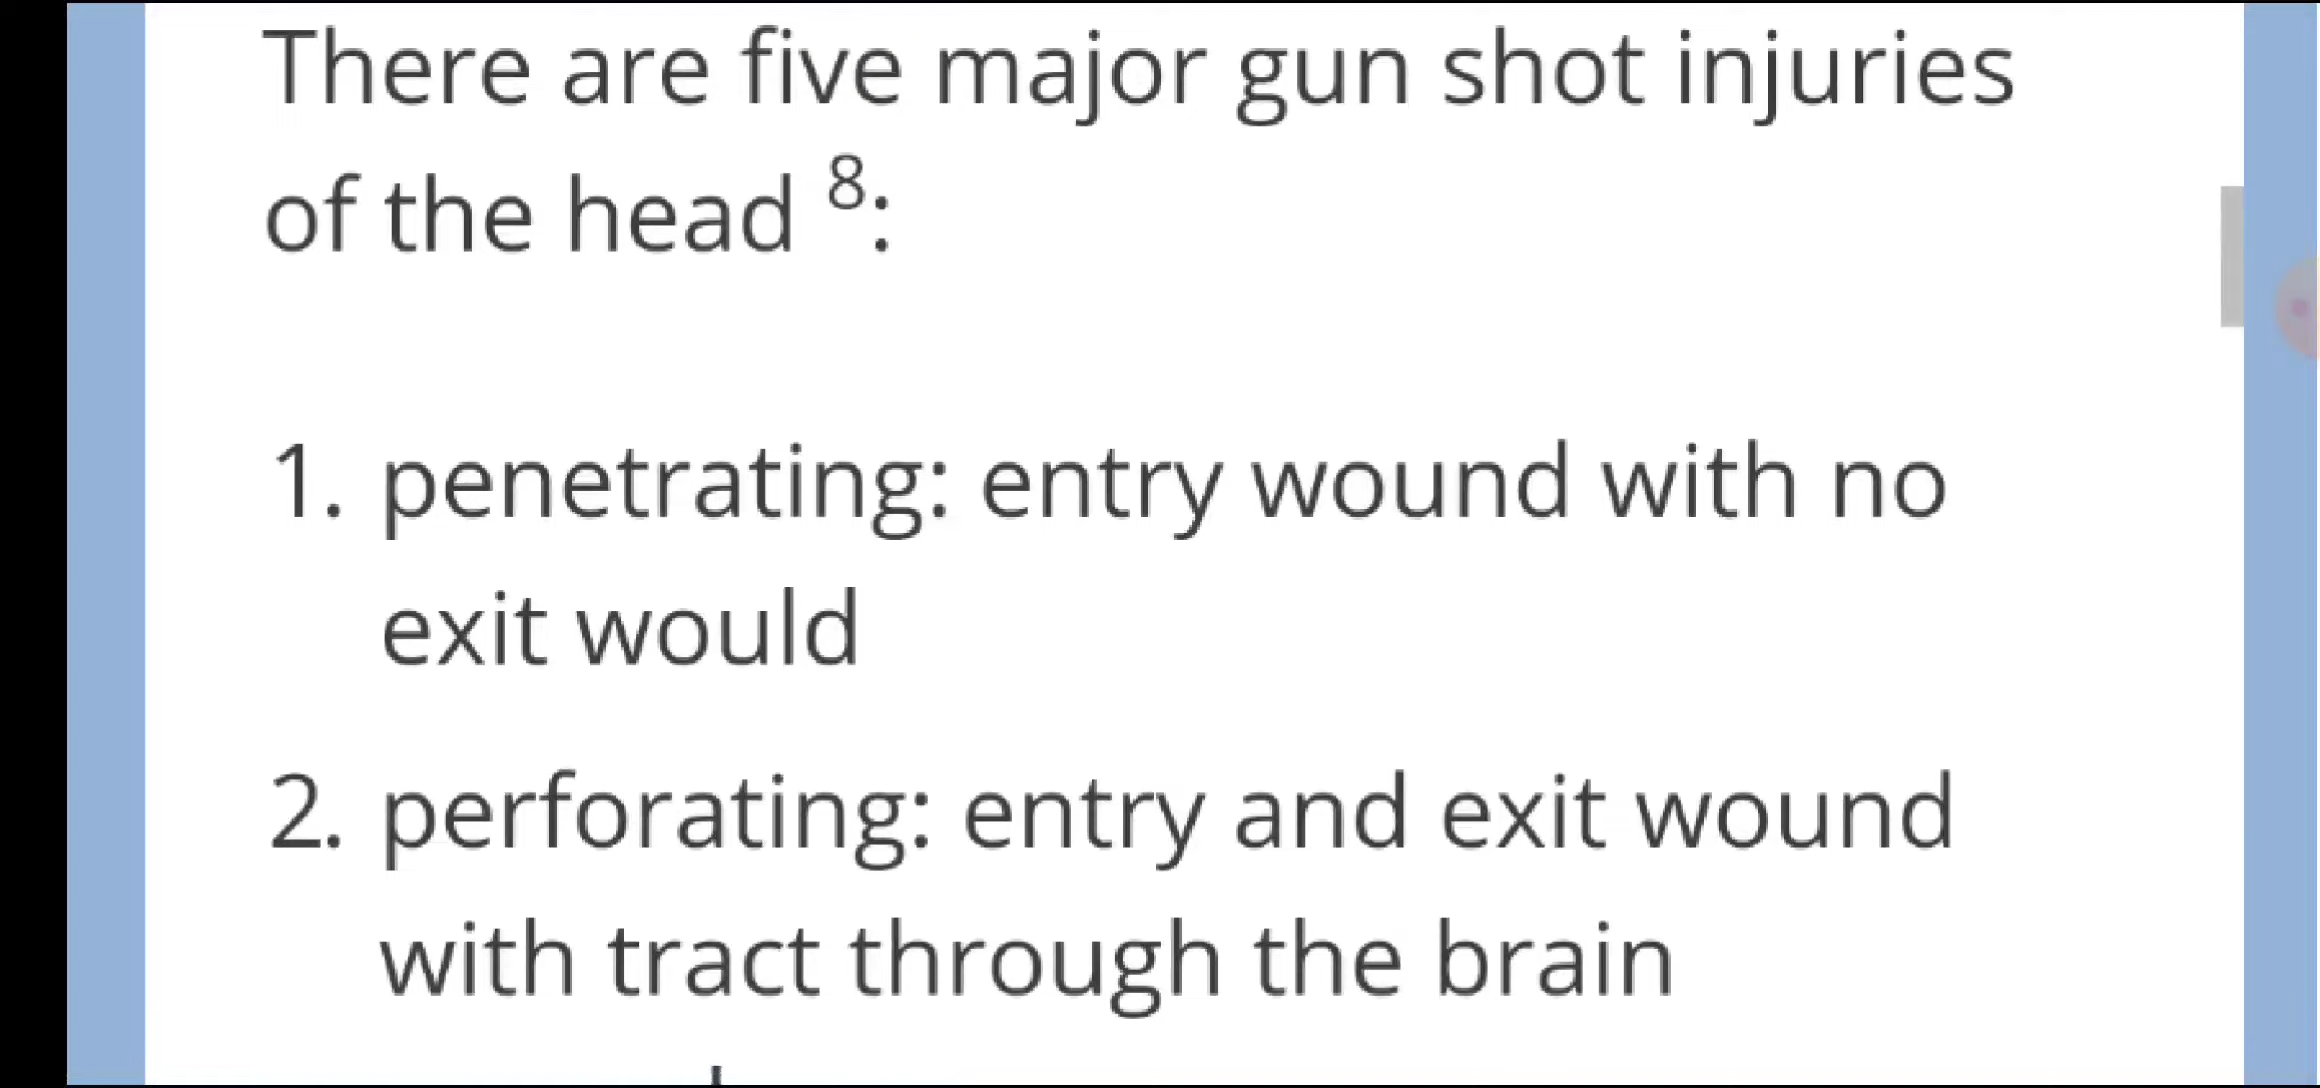 There are five major gun shot injuries
of the head 8:
1. penetrating: entry wound with no
exit would
2. perforating: entry and exit wound
with tract through the brain